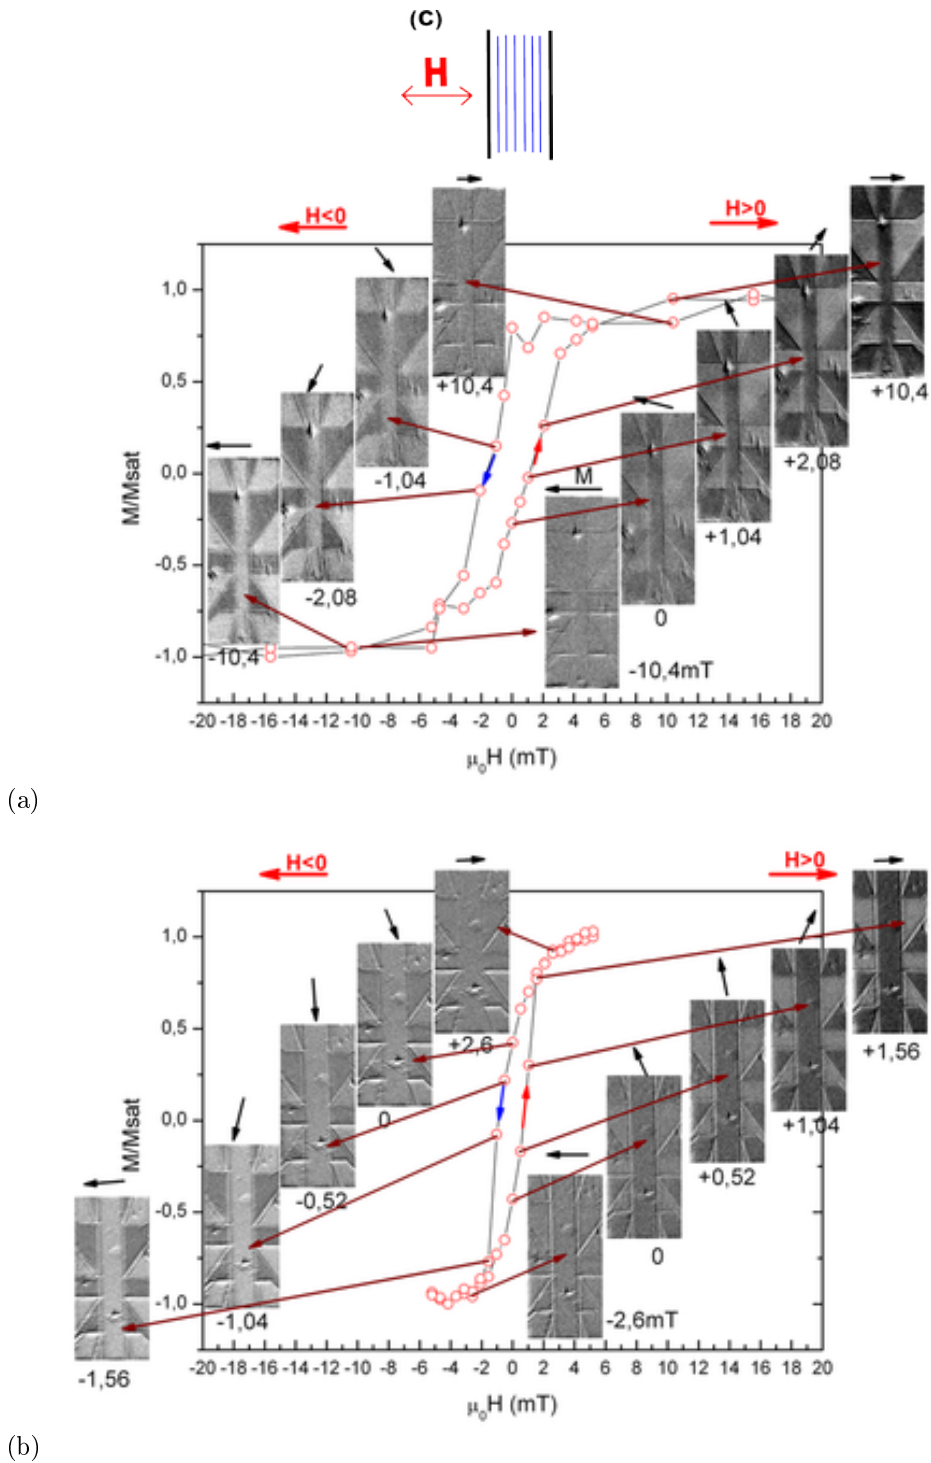 (C)
H
H<0
H>0
1,0
0,5
0,0
-0,5
-1,0
M/Msat
+10,4
-1,04
-2,08
-10,4
M
-10,4mT
0
+1,04
+2,08
+10,4
-20 -18 -16 -14 -12 -10 -8 -6 -4 -2 0 2 4 6 8 10 12 14 16 18 20
μ0H (mT)
(a)
H<0
H>0
1,0
0,5
0,0
-0,5
-1,0
M/Msat
+2,6
0
-0,52
-1,04
-1,56
-2,6mT
0
+0,52
+1,04
+1,56
-20 -18 -16 -14 -12 -10 -8 -6 -4 -2 0 2 4 6 8 10 12 14 16 18 20
μ0H (mT)
(b)